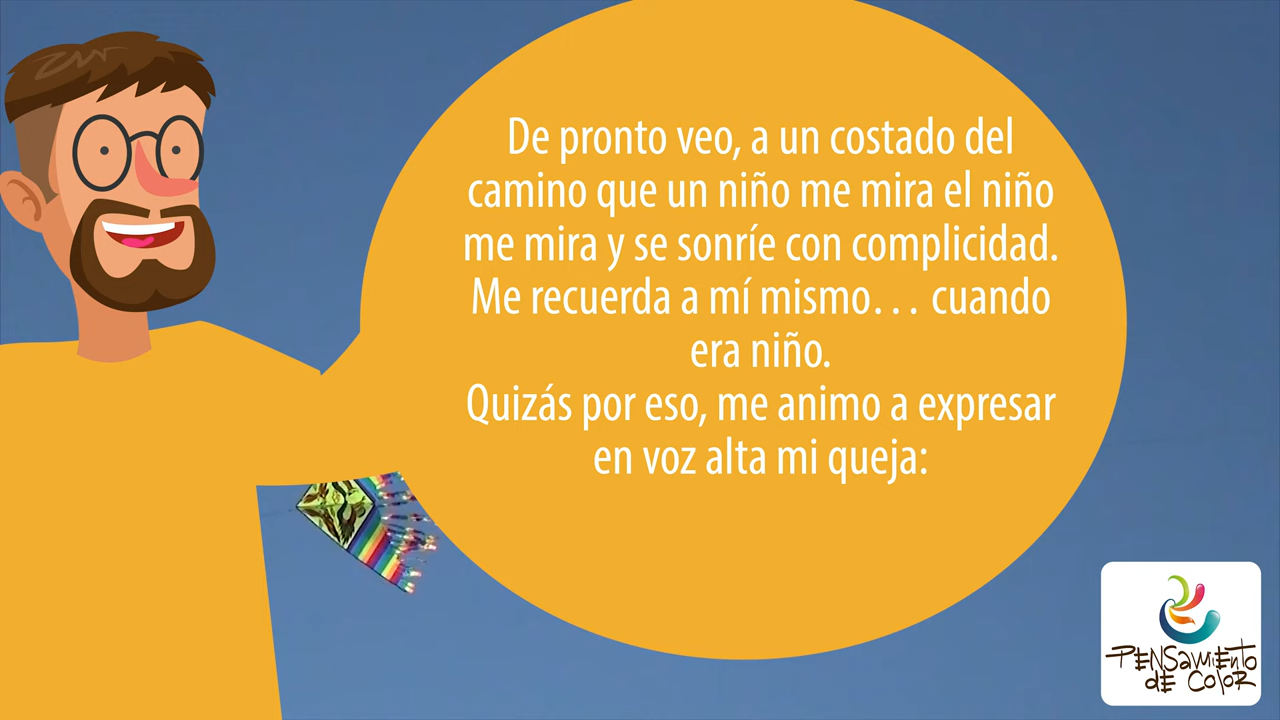 De pronto veo, a un costado del
camino que un niño me mira el niño
me mira y se sonríe con complicidad.
Me recuerda a mí mismo... cuando
era niño.
Quizás por eso, me animo a expresar
en voz alta mi queja:
PENSAMIENTO
DE COLOR